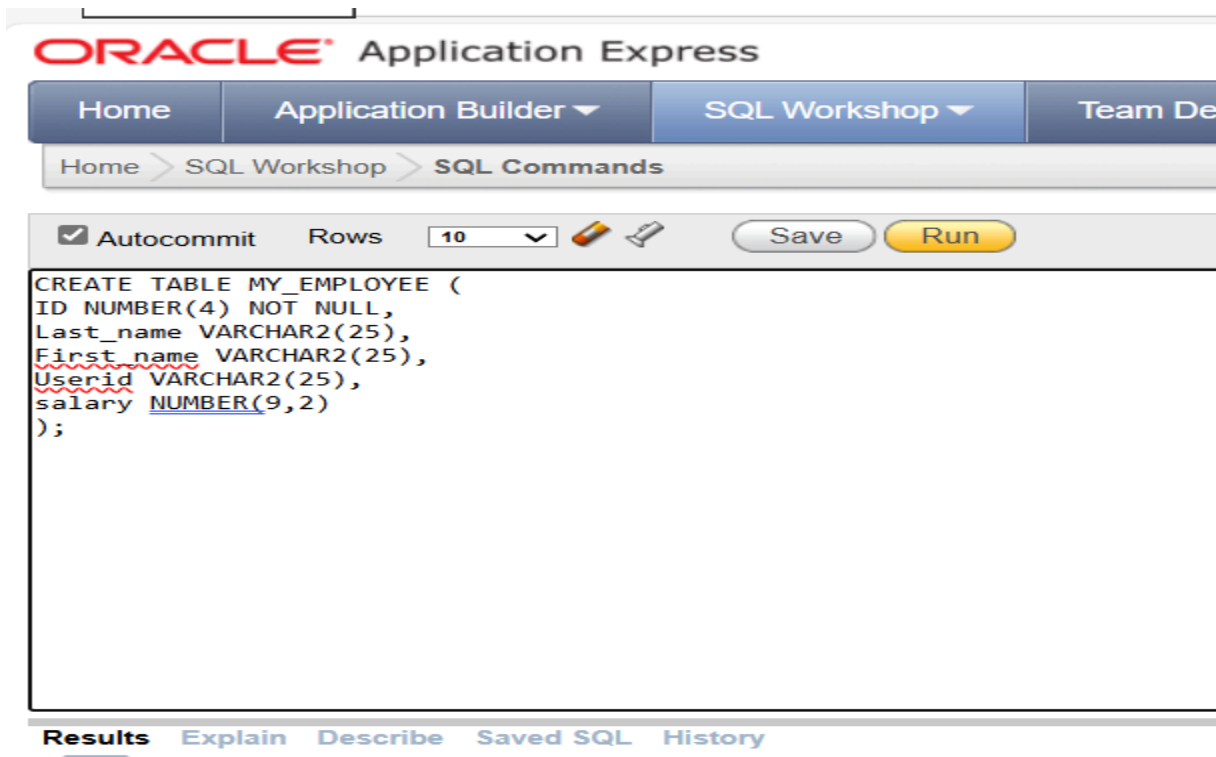 ORACLE Application Express
Home Application Builder SQL Workshop Team De
Home SQL Workshop SQL Commands
Autocommit Rows 10 Save Run
CREATE TABLE MY_EMPLOYEE (
ID NUMBER(4) NOT NULL,
Last_name VARCHAR2(25),
First_name VARCHAR2(25),
Userid VARCHAR2(25),
salary NUMBER(9,2)
);
Results Explain Describe Saved SQL History